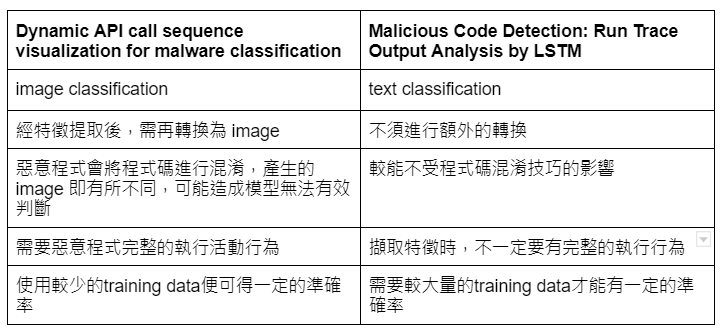 Dynamic API call sequence
visualization for malware classification
Malicious Code Detection: Run Trace
Output Analysis by LSTM
image classification
text classification
經特徵提取後，需再轉換為 image
不須進行額外的轉換
惡意程式會將程式碼進行混淆，產生的
image 即有所不同，可能造成模型無法有效
判斷
較能不受程式碼混淆技巧的影響
需要惡意程式完整的執行活動行為
擷取特徵時，不一定要有完整的執行行為
使用較少的training data便可得一定的準確
率
需要較大量的training data才能有一定的準
確率